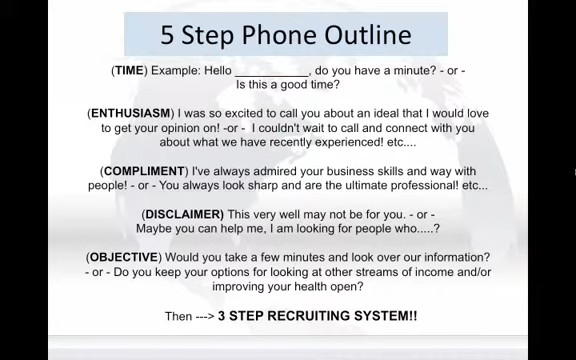 5 Step Phone Outline
(TIME) Example: Hello ___________, do you have a minute? - or -
Is this a good time?
(ENTHUSIASM) I was so excited to call you about an ideal that I would love
to get your opinion on! -or- I couldn't wait to call and connect with you
about what we have recently experienced! etc....
(COMPLIMENT) I've always admired your business skills and way with
people! - or - You always look sharp and are the ultimate professional! etc...
(DISCLAIMER) This very well may not be for you. - or -
Maybe you can help me, I am looking for people who.....?
(OBJECTIVE) Would you take a few minutes and look over our information?
- or - Do you keep your options for looking at other streams of income and/or
improving your health open?
Then ---> 3 STEP RECRUITING SYSTEM!!